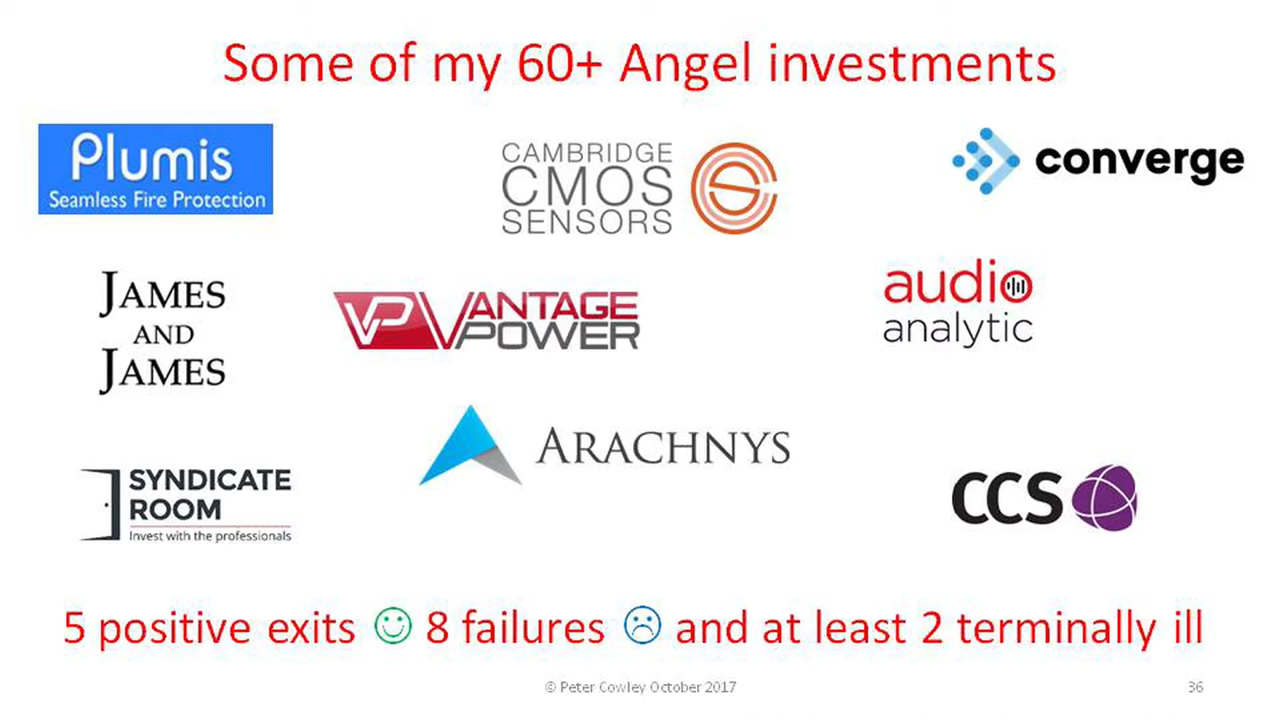 Some of my 60+ Angel investments
Plumis
Seamless Fire Protection
CAMBRIDGE
CMOS
SENSORS
converge
JAMES
AND
JAMES
VP VANTAGE
POWER
audio
analytic
ARACHNYS
SYNDICATE
ROOM
Invest with the professionals
CCS
5 positive exits 8 failures and at least 2 terminally ill
© Peter Cowley October 2017
36